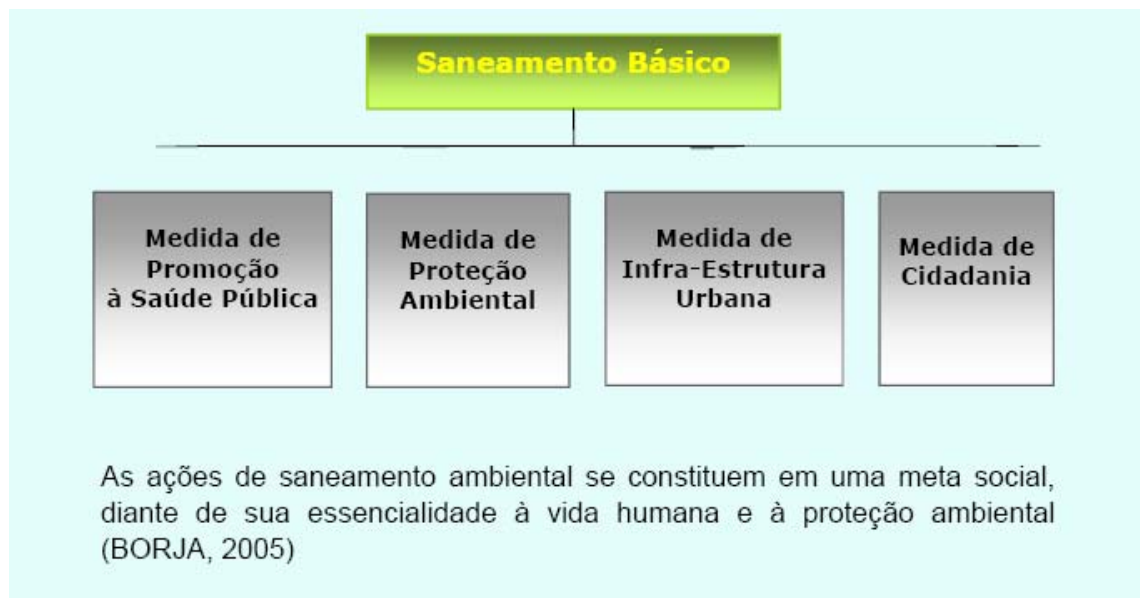 Saneamento Básico
Medida de
Promoção
à Saúde Pública
Medida de
Proteção
Ambiental
Medida de
Infra-Estrutura
Urbana
Medida de
Cidadania
As ações de saneamento ambiental se constituem em uma meta social,
diante de sua essencialidade à vida humana e à proteção ambiental
(BORJA, 2005)